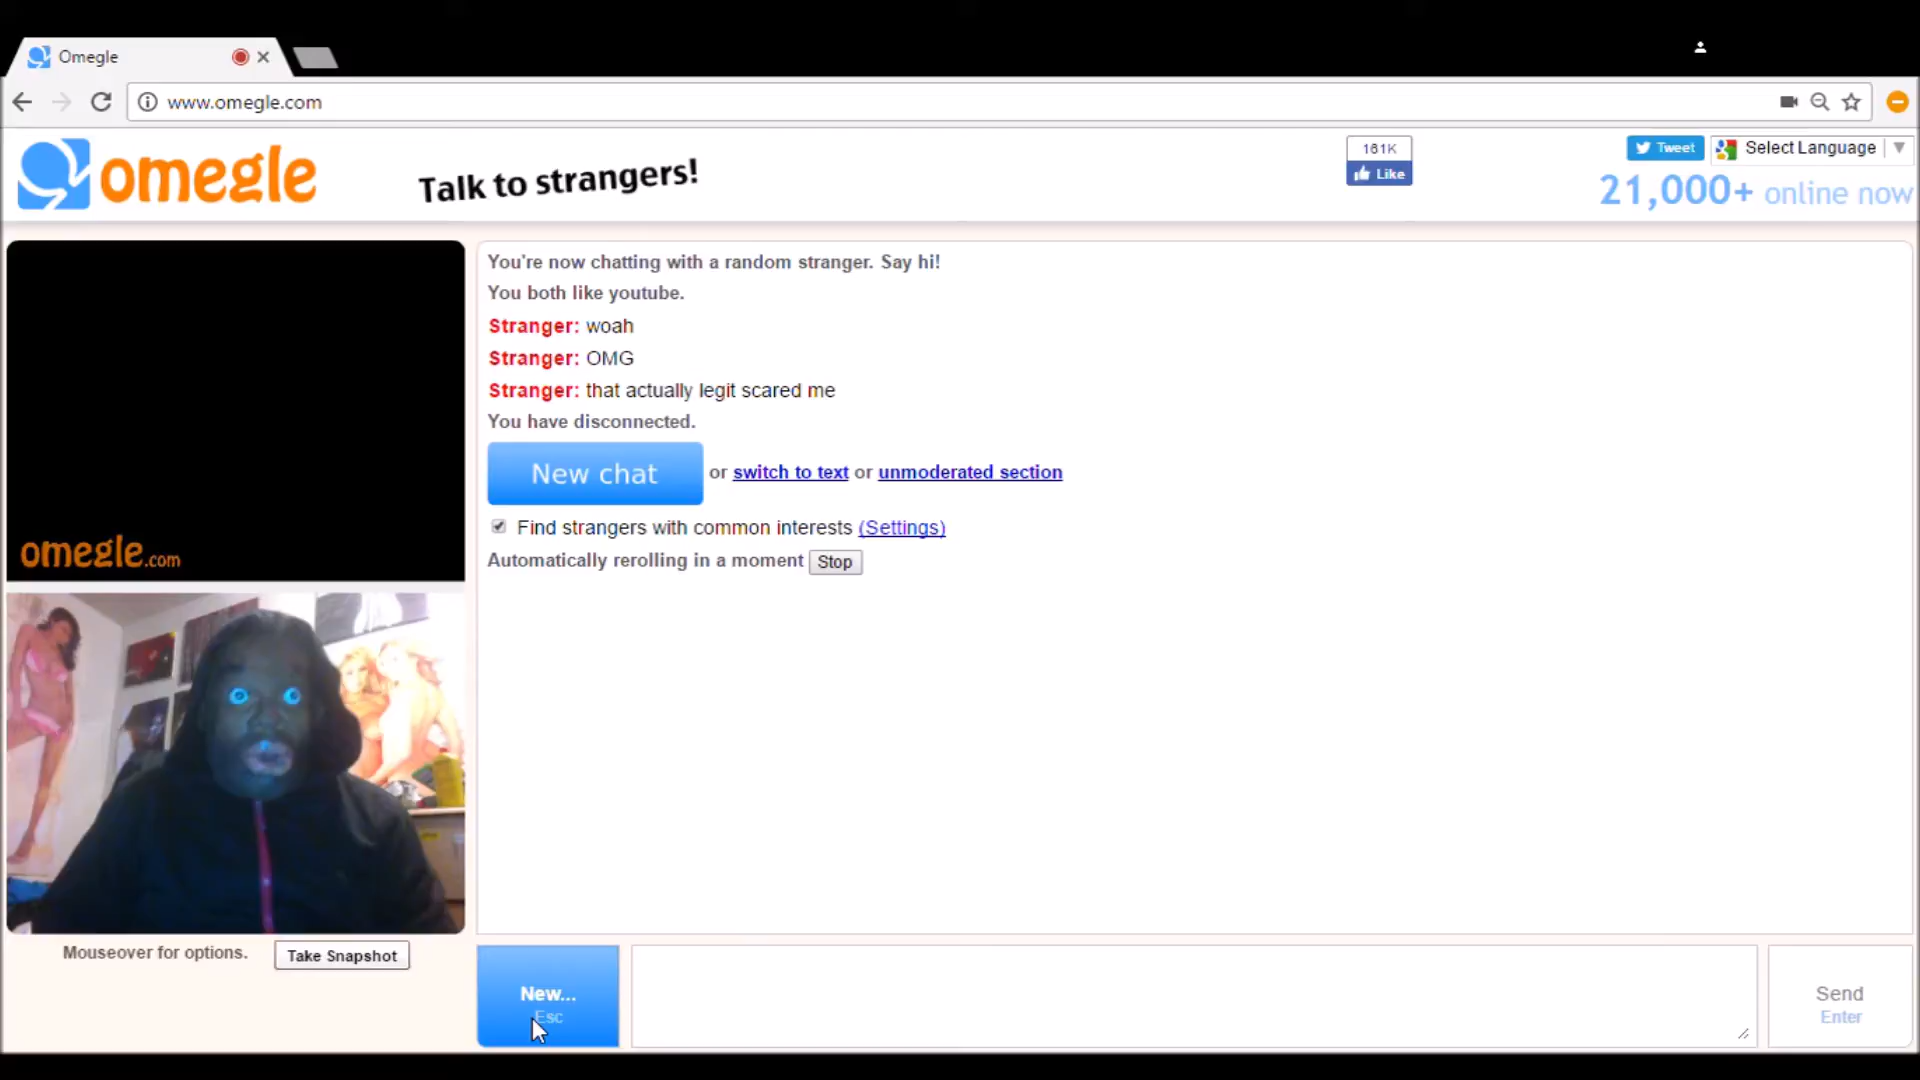 Omegle
www.omegle.com
omegle
Talk to strangers!
161K
Like
Tweet
Select Language
21,000+ online now
You're now chatting with a random stranger. Say hi!
You both like youtube.
Stranger: woah
Stranger: OMG
Stranger: that actually legit scared me
You have disconnected.
New chat or switch to text or unmoderated section
Find strangers with common interests (Settings)
Automatically rerolling in a moment Stop
omegle.com
Mouseover for options. Take Snapshot
New...
Esc
Send
Enter